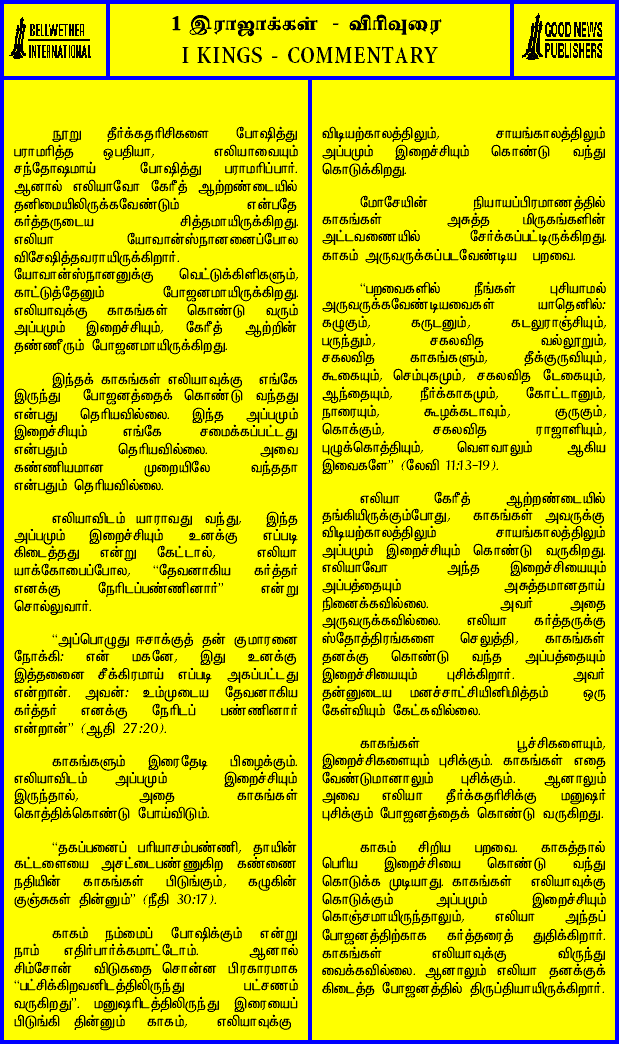 BELLWETHER
INTERNATIONAL
1 இராஜாக்கள் - விரிவுரை
I KINGS - COMMENTARY
GOOD NEWS
PUBLISHERS
நூறு தீர்க்கதரிசிகளை போஷித்து
பராமரித்த ஒபதியா, எலியாவையும்
சந்தோஷமாய் போஷித்து பராமரிப்பார்.
ஆனால் எலியாவோ கேரீத் ஆற்றண்டையில்
தனிமையிலிருக்கவேண்டும் என்பதே
கர்த்தருடைய சித்தமாயிருக்கிறது.
எலியா யோவான்ஸ்நானனைப்போல
விசேஷித்தவராயிருக்கிறார்.
யோவான்ஸ்நானனுக்கு வெட்டுக்கிளிகளும்,
காட்டுத்தேனும் போஜனமாயிருக்கிறது.
எலியாவுக்கு காகங்கள் கொண்டு வரும்
அப்பமும் இறைச்சியும், கேரீத் ஆற்றின்
தண்ணீரும் போஜனமாயிருக்கிறது.
இந்தக் காகங்கள் எலியாவுக்கு எங்கே
இருந்து போஜனத்தைக் கொண்டு வந்தது
என்பது தெரியவில்லை. இந்த அப்பமும்
இறைச்சியும் எங்கே சமைக்கப்பட்டது
என்பதும் தெரியவில்லை. அவை
கண்ணியமான முறையிலே வந்ததா
என்பதும் தெரியவில்லை.
எலியாவிடம் யாராவது வந்து, இந்த
அப்பமும் இறைச்சியும் உனக்கு எப்படி
கிடைத்தது என்று கேட்டால், எலியா
யாக்கோபைப்போல, “தேவனாகிய கர்த்தர்
எனக்கு நேரிடப்பண்ணினார்” என்று
சொல்லுவார்.
“அப்பொழுது ஈசாக்குத் தன் குமாரனை
நோக்கி: என் மகனே, இது உனக்கு
இத்தனை சீக்கிரமாய் எப்படி அகப்பட்டது
என்றான். அவன்: உம்முடைய தேவனாகிய
கர்த்தர் எனக்கு நேரிடப் பண்ணினார்
என்றான்” (ஆதி 27:20).
காகங்களும் இரைதேடி பிழைக்கும்.
எலியாவிடம் அப்பமும் இறைச்சியும்
இருந்தால், அதை காகங்கள்
கொத்திக்கொண்டு போய்விடும்.
“தகப்பனைப் பரியாசம்பண்ணி, தாயின்
கட்டளையை அசட்டைபண்ணுகிற கண்ணை
நதியின் காகங்கள் பிடுங்கும், கழுகின்
குஞ்சுகள் தின்னும்” (நீதி 30:17).
காகம் நம்மைப் போஷிக்கும் என்று
நாம் எதிர்பார்க்கமாட்டோம். ஆனால்
சிம்சோன் விடுகதை சொன்ன பிரகாரமாக
“பட்சிக்கிறவனிடத்திலிருந்து பட்சணம்
வருகிறது”. மனுஷரிடத்திலிருந்து இரையைப்
பிடுங்கி தின்னும் காகம், எலியாவுக்கு
விடியற்காலத்திலும், சாயங்காலத்திலும்
அப்பமும் இறைச்சியும் கொண்டு வந்து
கொடுக்கிறது.
மோசேயின் நியாயப்பிரமாணத்தில்
காகங்கள் அசுத்த மிருகங்களின்
அட்டவணையில் சேர்க்கப்பட்டிருக்கிறது.
காகம் அருவருக்கப்படவேண்டிய பறவை.
“பறவைகளில் நீங்கள் புசியாமல்
அருவருக்கவேண்டியவைகள் யாதெனில்:
கழுகும், கருடனும், கடலுராஞ்சியும்,
பருந்தும், சகலவித வல்லூறும்,
சகலவித காகங்களும், தீக்குருவியும்,
கூகையும், செம்புகமும், சகலவித டேகையும்,
ஆந்தையும், நீர்க்காகமும், கோட்டானும்,
நாரையும், கூழக்கடாவும், குருகும்,
கொக்கும், சகலவித ராஜாளியும்,
புழுக்கொத்தியும், வெளவாலும் ஆகிய
இவைகளே” (லேவி 11:13-19).
எலியா கேரீத் ஆற்றண்டையில்
தங்கியிருக்கும்போது, காகங்கள் அவருக்கு
விடியற்காலத்திலும் சாயங்காலத்திலும்
அப்பமும் இறைச்சியும் கொண்டு வருகிறது.
எலியாவோ அந்த இறைச்சியையும்
அப்பத்தையும் அசுத்தமானதாய்
நினைக்கவில்லை. அவர் அதை
அருவருக்கவில்லை. எலியா கர்த்தருக்கு
ஸ்தோத்திரங்களை செலுத்தி, காகங்கள்
தனக்கு கொண்டு வந்த அப்பத்தையும்
இறைச்சியையும் புசிக்கிறார். அவர்
தன்னுடைய மனச்சாட்சியினிமித்தம் ஒரு
கேள்வியும் கேட்கவில்லை.
காகங்கள் பூச்சிகளையும்,
இறைச்சிகளையும் புசிக்கும். காகங்கள் எதை
வேண்டுமானாலும் புசிக்கும். ஆனாலும்
அவை எலியா தீர்க்கதரிசிக்கு மனுஷர்
புசிக்கும் போஜனத்தைக் கொண்டு வருகிறது.
காகம் சிறிய பறவை. காகத்தால்
பெரிய இறைச்சியை கொண்டு வந்து
கொடுக்க முடியாது. காகங்கள் எலியாவுக்கு
கொடுக்கும் அப்பமும் இறைச்சியும்
கொஞ்சமாயிருந்தாலும், எலியா அந்தப்
போஜனத்திற்காக கர்த்தரைத் துதிக்கிறார்.
காகங்கள் எலியாவுக்கு விருந்து
வைக்கவில்லை. ஆனாலும் எலியா தனக்குக்
கிடைத்த போஜனத்தில் திருப்தியாயிருக்கிறார்.